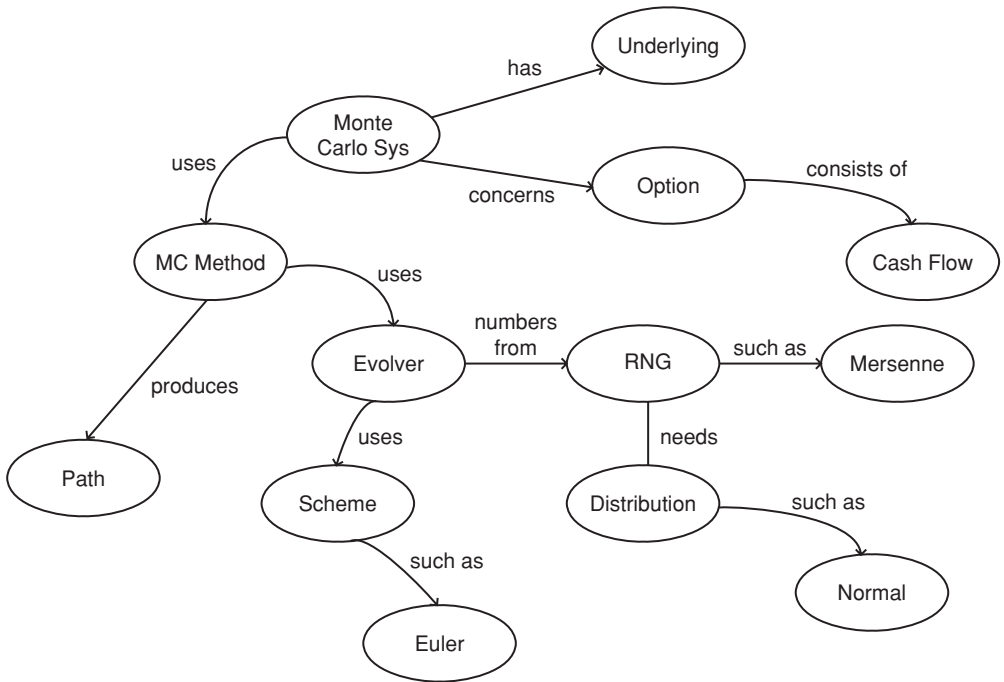 Underlying
has
Monte
Carlo Sys
uses
concerns
Option
consists of
MC Method
Cash Flow
uses
numbers
from
Evolver
RNG
such as
Mersenne
produces
uses
needs
Path
Scheme
Distribution
such as
such as
Normal
Euler